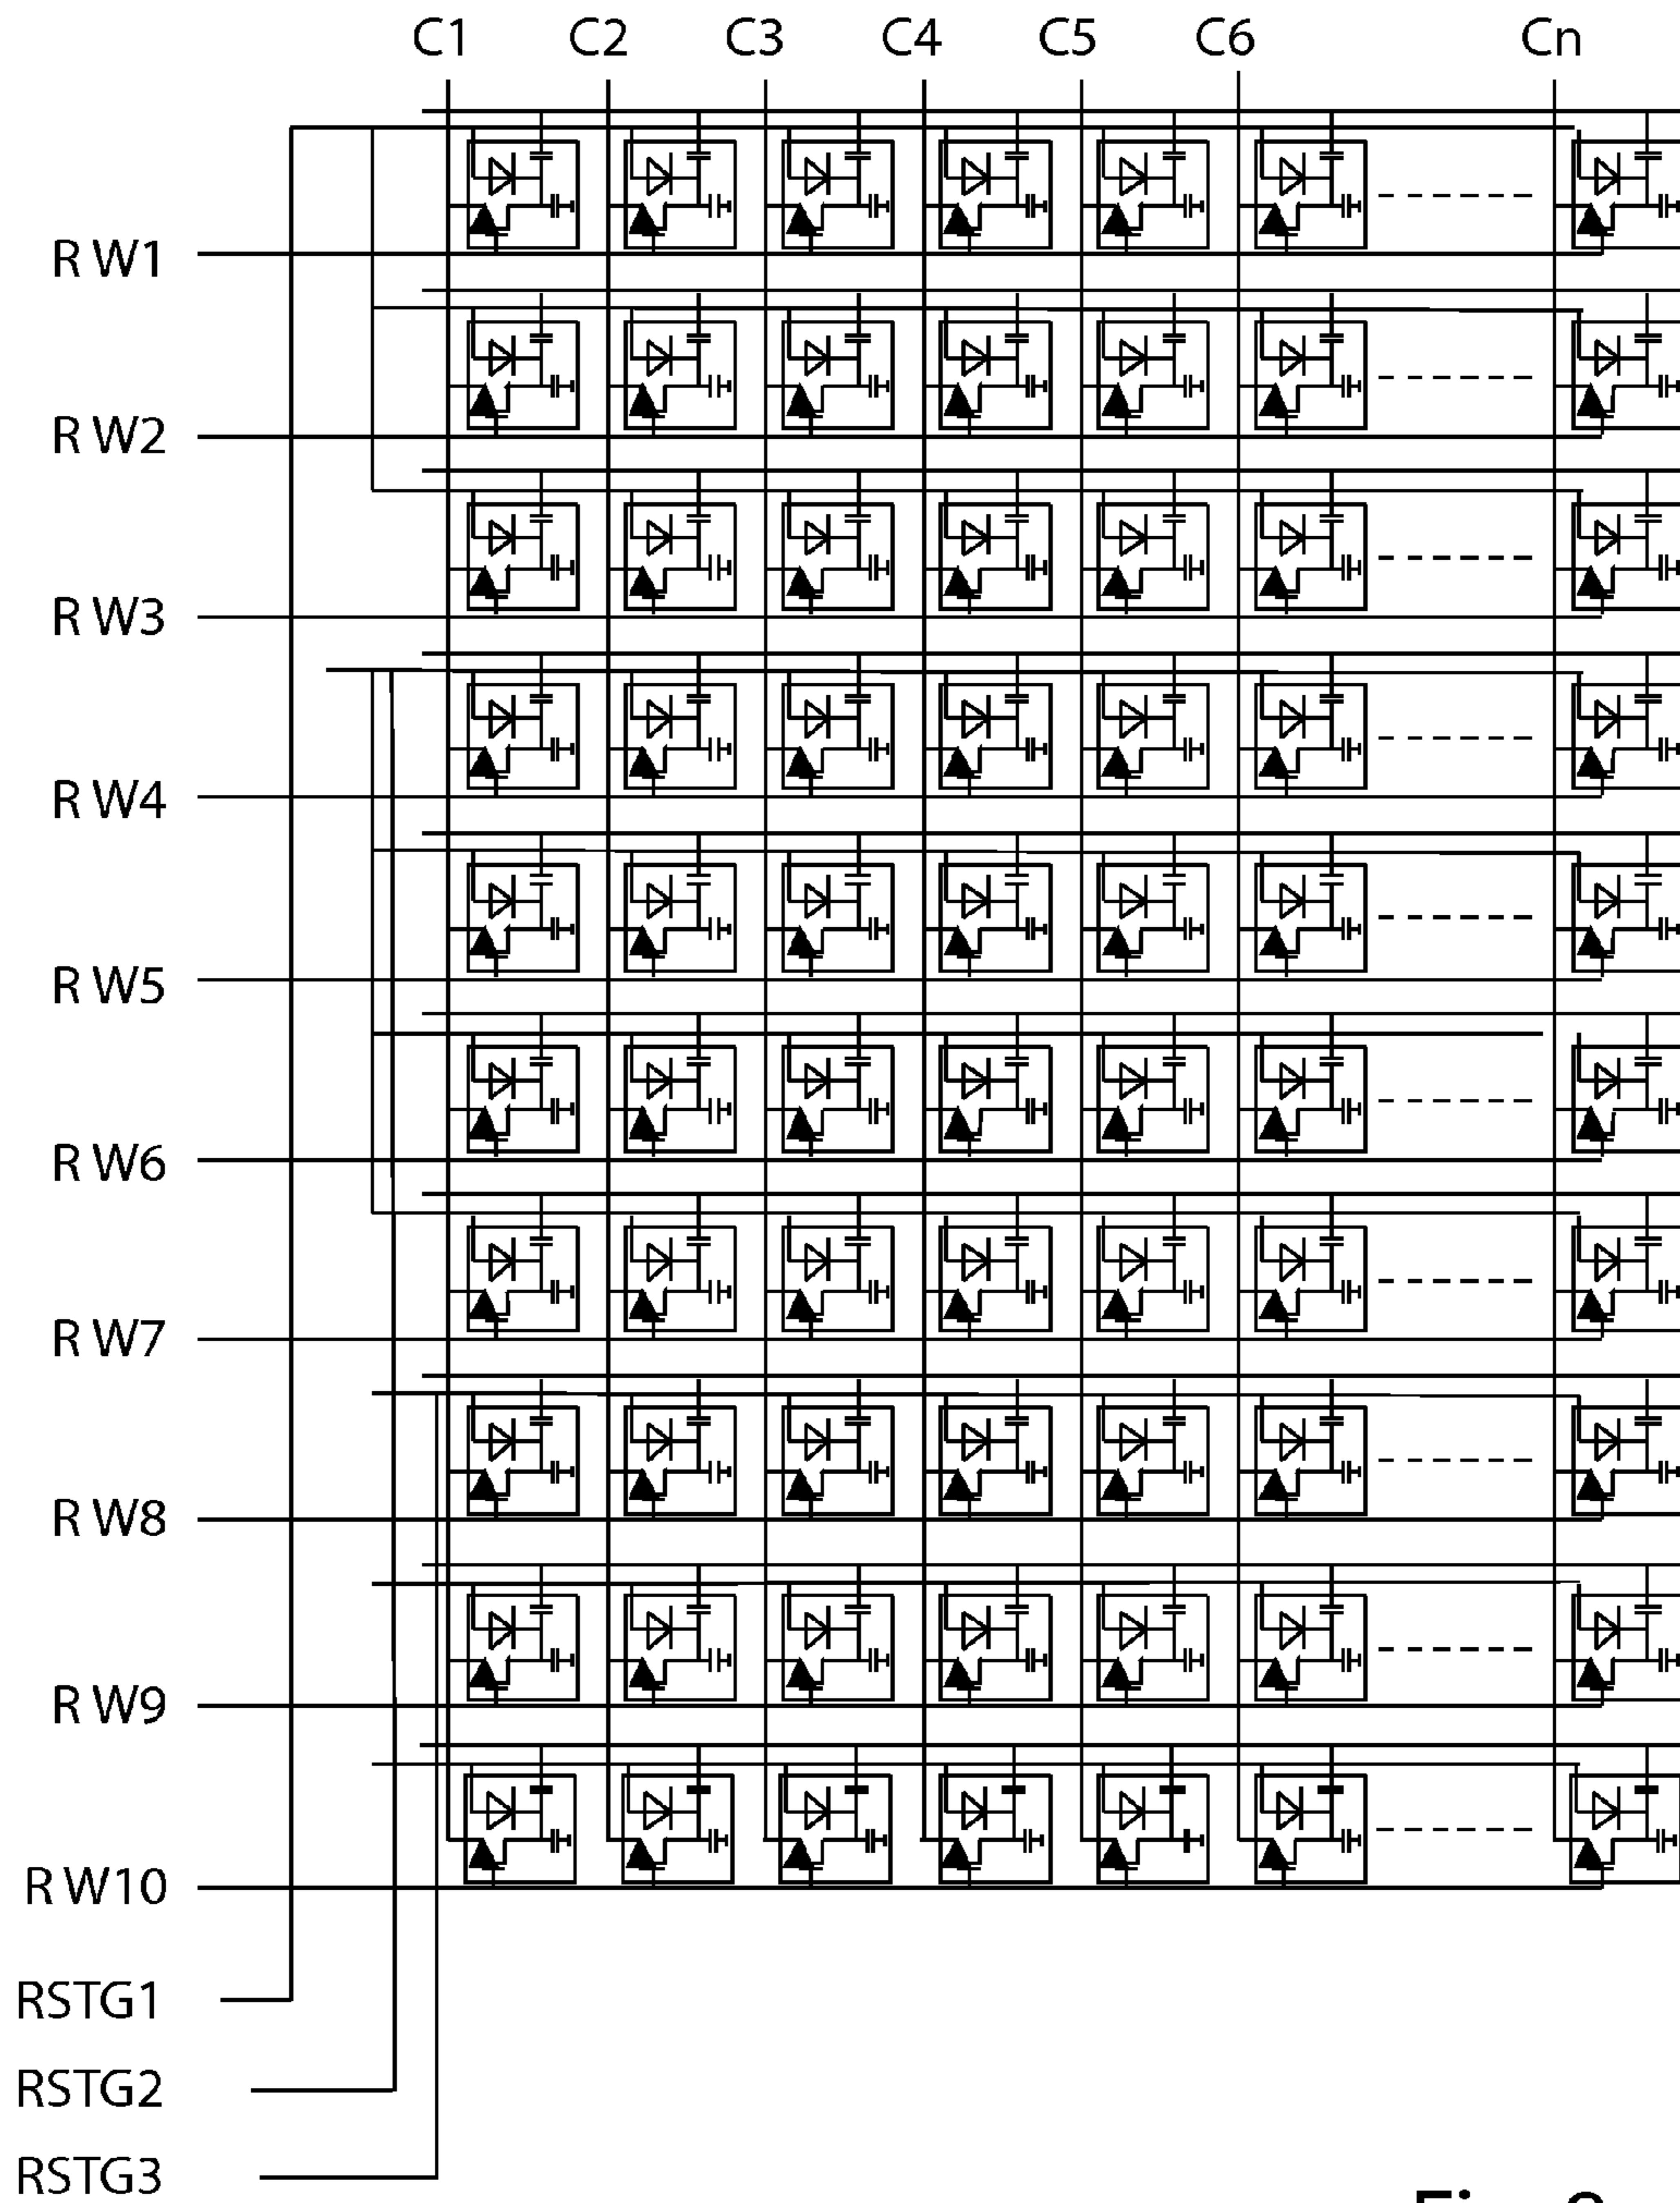 C1 C2 C3 C4 C5 C6 Cn
R W1
R W2
R W3
R W4
R W5
R W6
R W7
R W8
R W9
R W10
RSTG1
RSTG2
RSTG3